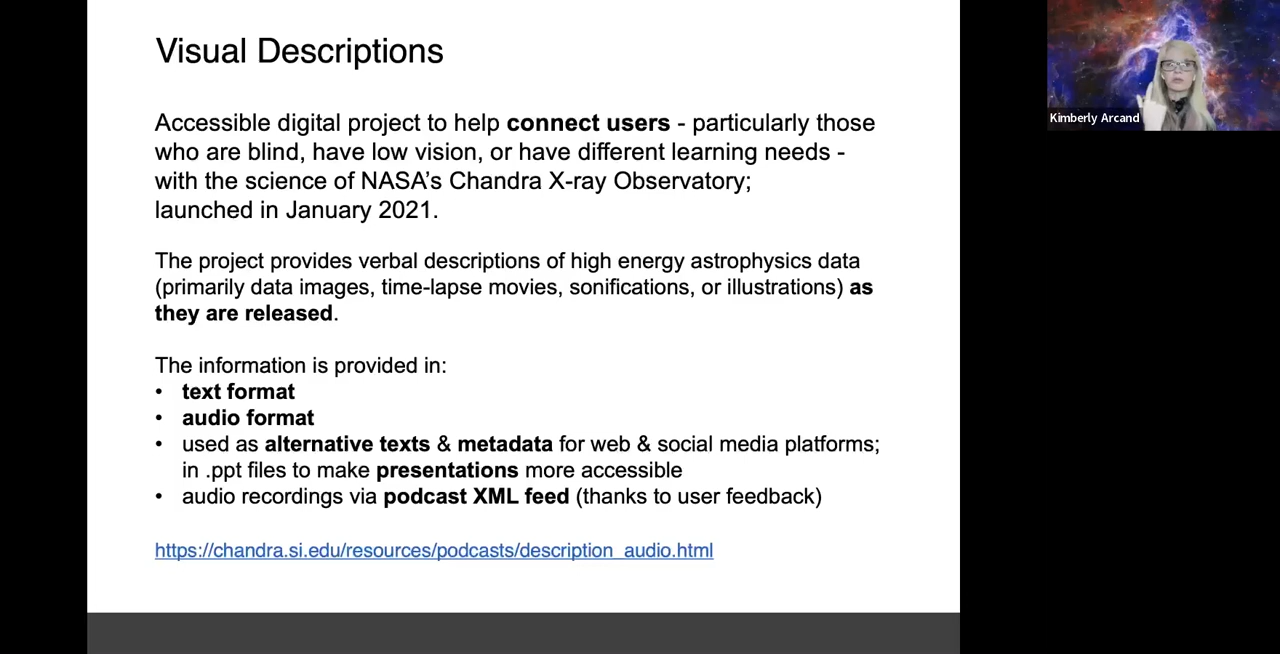 Visual Descriptions
Accessible digital project to help connect users - particularly those
who are blind, have low vision, or have different learning needs -
with the science of NASA's Chandra X-ray Observatory;
launched in January 2021.
The project provides verbal descriptions of high energy astrophysics data
(primarily data images, time-lapse movies, sonifications, or illustrations) as
they are released.
The information is provided in:
• text format
• audio format
• used as alternative texts & metadata for web & social media platforms;
in .ppt files to make presentations more accessible
• audio recordings via podcast XML feed (thanks to user feedback)
https://chandra.si.edu/resources/podcasts/description_audio.html
Kimberly Arcand